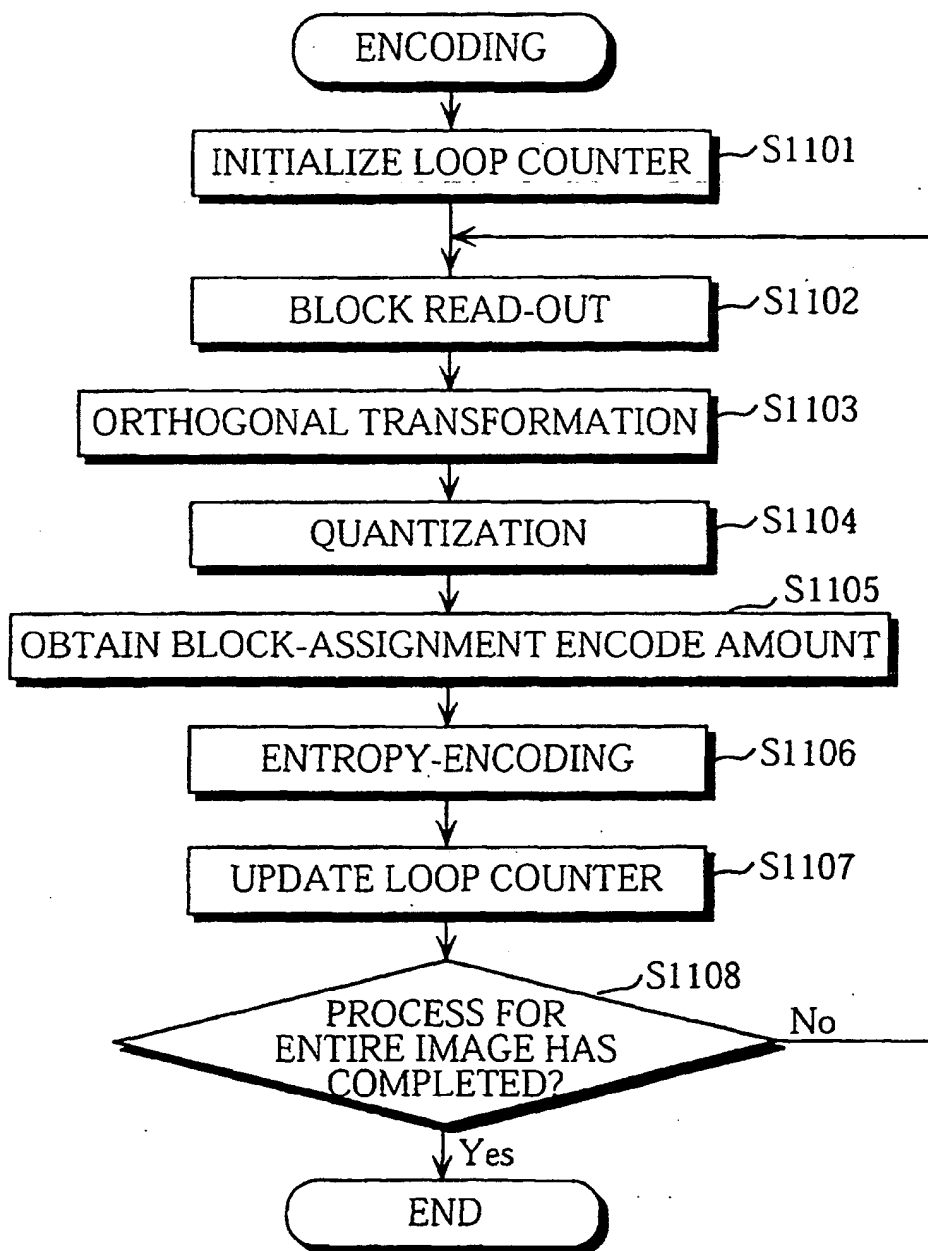 ENCODING
INITIALIZE LOOP COUNTER
S1101
BLOCK READ-OUT
S1102
ORTHOGONAL TRANSFORMATION
S1103
QUANTIZATION
S1104
S1105
OBTAIN BLOCK-ASSIGNMENT ENCODE AMOUNT
ENTROPY-ENCODING
S1106
UPDATE LOOP COUNTER
S1107
S1108
PROCESS FOR
ENTIRE IMAGE HAS
COMPLETED?
No
Yes
END